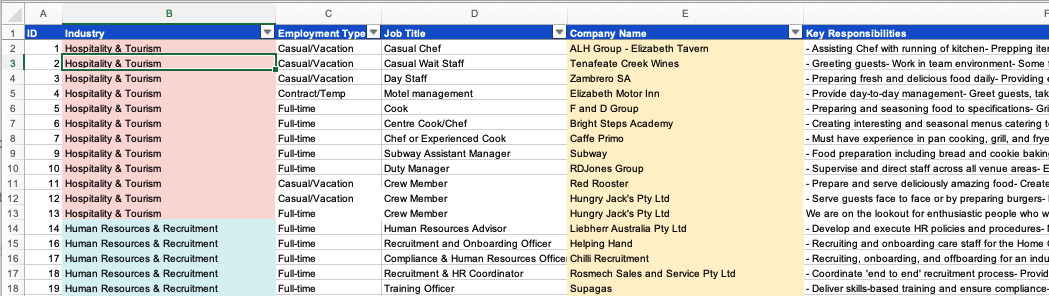 A B C D E F
1 ID Industry Employment Type Job Title Company Name Key Responsibilities
2 1 Hospitality & Tourism Casual/Vacation Casual Chef ALH Group - Elizabeth Tavern - Assisting Chef with running of kitchen- Prepping
3 2 Hospitality & Tourism Casual/Vacation Casual Wait Staff Tenafeate Creek Wines - Greeting guests- Work in team environment- Some
4 3 Hospitality & Tourism Casual/Vacation Day Staff Zambrero SA - Preparing fresh and delicious food daily- Providing
5 4 Hospitality & Tourism Contract/Temp Motel management Elizabeth Motor Inn - Provide day-to-day management- Greet guests, tak
6 5 Hospitality & Tourism Full-time Cook F and D Group - Preparing and seasoning food to specifications-
7 6 Hospitality & Tourism Full-time Centre Cook/Chef Bright Steps Academy - Creating interesting and seasonal menus catering
8 7 Hospitality & Tourism Full-time Chef or Experienced Cook Caffe Primo - Must have experience in pan cooking, grill, and frye
9 9 Hospitality & Tourism Full-time Subway Assistant Manager Subway - Food preparation including bread and cookie bakin
10 10 Hospitality & Tourism Full-time Duty Manager RDJones Group - Supervise and direct staff across all venue areas- E
11 11 Hospitality & Tourism Casual/Vacation Crew Member Red Rooster - Prepare and serve deliciously amazing food- Create
12 12 Hospitality & Tourism Casual/Vacation Crew Member Hungry Jack's Pty Ltd - Serve guests face to face or by preparing burgers-
13 13 Hospitality & Tourism Full-time Crew Member Hungry Jack's Pty Ltd We are on the lookout for enthusiastic people who w
14 14 Human Resources & Recruitment Full-time Human Resources Advisor Liebherr Australia Pty Ltd - Develop and execute HR policies and procedures-
15 16 Human Resources & Recruitment Full-time Recruitment and Onboarding Officer Helping Hand - Recruiting and onboarding care staff for the Home
16 17 Human Resources & Recruitment Full-time Compliance & Human Resources Office Chilli Recruitment - Recruiting, onboarding, and offboarding for an indu
17 18 Human Resources & Recruitment Full-time Recruitment & HR Coordinator Rosmech Sales and Service Pty Ltd - Coordinate 'end to end' recruitment process- Provid
18 19 Human Resources & Recruitment Full-time Training Officer Supagas - Deliver skills-based training and ensure compliance-